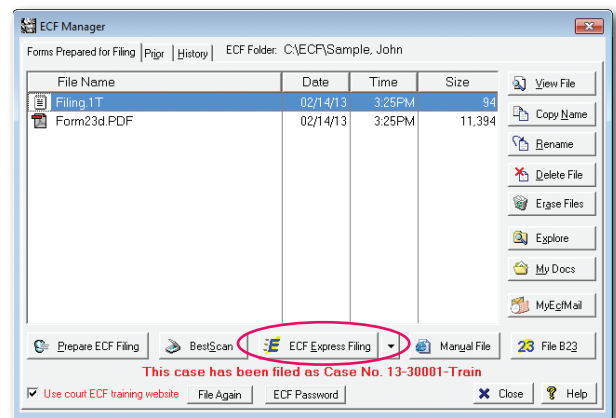 ECF Manager
Forms Prepared for Filing Prior History ECF Folder: C:\ECF\Sample, John
File Name Date Time Size
Filing.1T 02/14/13 3:25PM 94
Form23d.PDF 02/14/13 3:25PM 11,394
View File
Copy Name
Rename
Delete File
Erase Files
Explore
My Docs
MyEcfMail
Prepare ECF Filing BestScan ECF Express Filing Manual File 23 File B23
This case has been filed as Case No. 13-30001-Train
Use court ECF training website File Again ECF Password Close Help